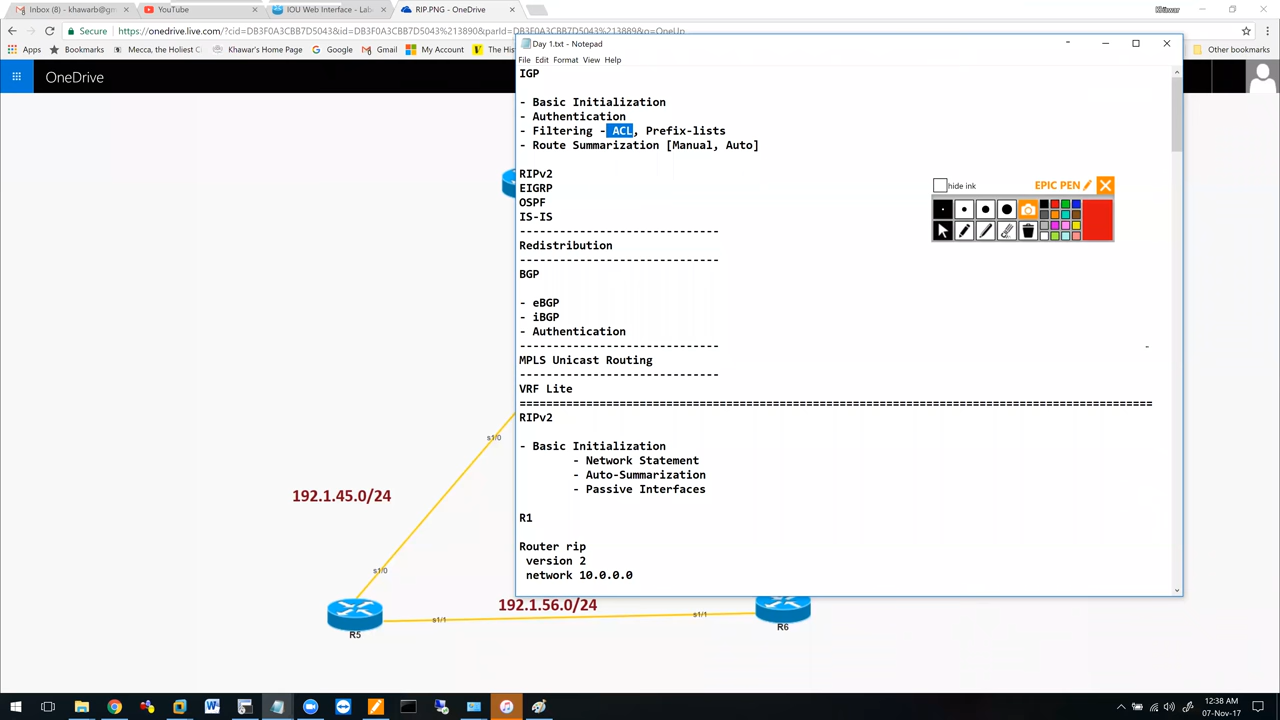 Inbox (8) - khawarb@gm
YouTube
IOU Web Interface - Lab
RIP.PNG - OneDrive
Khawar
Secure
https://onedrive.live.com/?cid=DB3F0A3CBB7D5043&id=DB3F0A3CBB7D5043%213890&parId=DB3F0A3CBB7D5043%213889&o=OneUp
Apps
Bookmarks
Mecca, the Holiest Ci
Khawar's Home Page
Google
Gmail
My Account
The Hist
Other bookmarks
OneDrive
Day 1.txt - Notepad
File Edit Format View Help
IGP
- Basic Initialization
- Authentication
- Filtering - ACL, Prefix-lists
- Route Summarization [Manual, Auto]
RIPv2
EIGRP
OSPF
IS-IS
------------------------------
Redistribution
------------------------------
BGP
- eBGP
- iBGP
- Authentication
------------------------------
MPLS Unicast Routing
------------------------------
VRF Lite
===============================================================================================
RIPv2
- Basic Initialization
- Network Statement
- Auto-Summarization
- Passive Interfaces
R1
Router rip
version 2
network 10.0.0.0
hide ink
EPIC PEN
s1/0
192.1.45.0/24
s1/0
192.1.56.0/24
s1/1
s1/1
R5
R6
12:38 AM
07-Nov-17